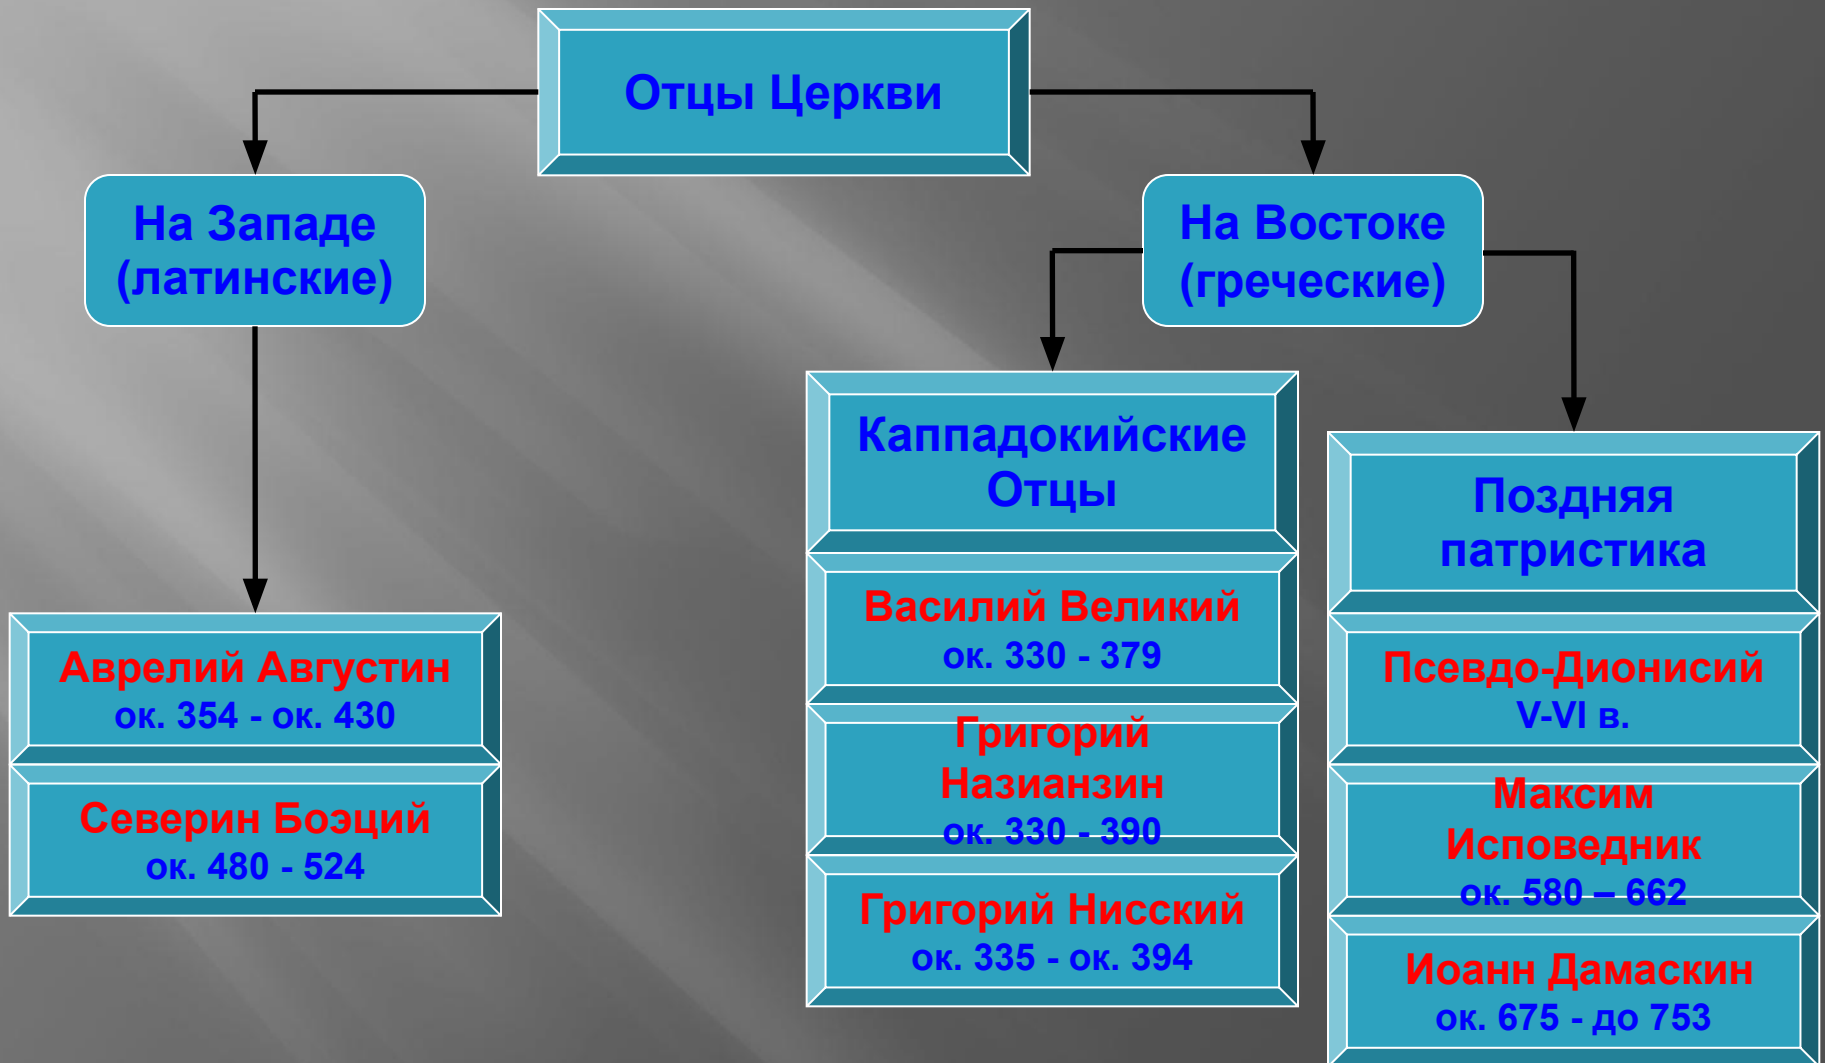 Отцы Церкви
На Западе
(латинские)
На Востоке
(греческие)
Аврелий Августин
ок. 354 - ок. 430
Северин Боэций
ок. 480 - 524
Каппадокийские
Отцы
Василий Великий
ок. 330 - 379
Григорий
Назианзин
ок. 330 - 390
Григорий Нисский
ок. 335 - ок. 394
Поздняя
патристика
Псевдо-Дионисий
V-VI в.
Максим
Исповедник
ок. 580 – 662
Иоанн Дамаскин
ок. 675 - до 753